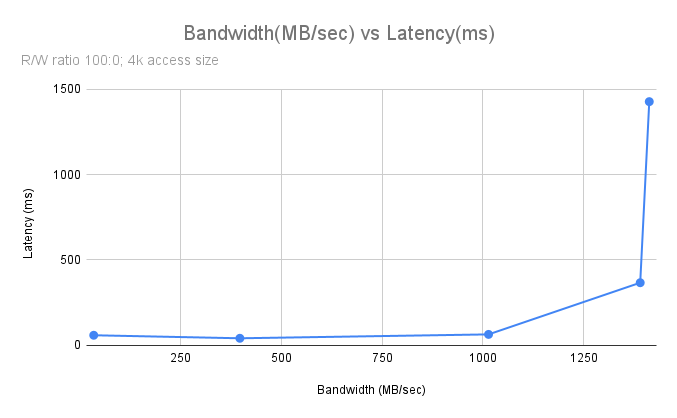 Bandwidth(MB/sec) vs Latency(ms)
R/W ratio 100:0; 4k access size
1500
1000
500
0
Latency (ms)
250
500
750
1000
1250
Bandwidth (MB/sec)